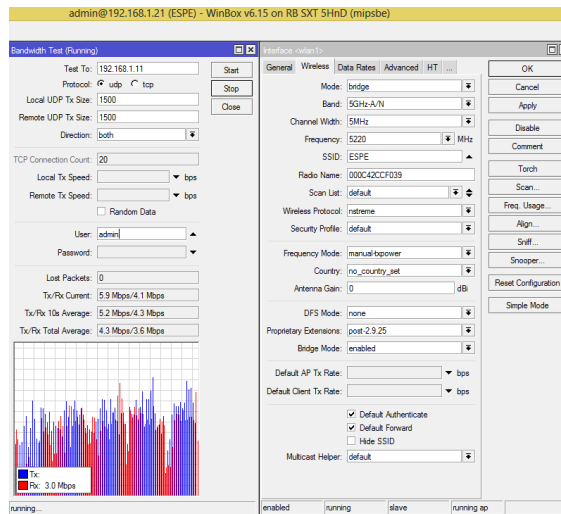 admin@192.168.1.21 (ESPE) - WinBox v6.15 on RB SXT 5HnD (mipsbe)
Bandwidth Test (Running)
Test To: 192.168.1.11
Protocol: udp tcp
Local UDP Tx Size: 1500
Remote UDP Tx Size: 1500
Direction: both
TCP Connection Count: 20
Local Tx Speed: bps
Remote Tx Speed: bps
Random Data
User: admin
Password:
Lost Packets: 0
Tx/Rx Current: 5.9 Mbps/4.1 Mbps
Tx/Rx 10s Average: 5.2 Mbps/4.3 Mbps
Tx/Rx Total Average: 4.3 Mbps/3.6 Mbps
Tx:
Rx: 3.0 Mbps
running...
Start
Stop
Close
Interface <wlan1>
General Wireless Data Rates Advanced HT ...
Mode: bridge
Band: 5GHz-A/N
Channel Width: 5MHz
Frequency: 5220 MHz
SSID: ESPE
Radio Name: 000C42CCF039
Scan List: default
Wireless Protocol: nstreme
Security Profile: default
Frequency Mode: manual-txpower
Country: no_country_set
Antenna Gain: 0 dBi
DFS Mode: none
Proprietary Extensions: post-2.9.25
Bridge Mode: enabled
Default AP Tx Rate: bps
Default Client Tx Rate: bps
Default Authenticate
Default Forward
Hide SSID
Multicast Helper: default
enabled running slave running ap
OK
Cancel
Apply
Disable
Comment
Torch
Scan...
Freq. Usage...
Align...
Sniff...
Snooper...
Reset Configuration
Simple Mode